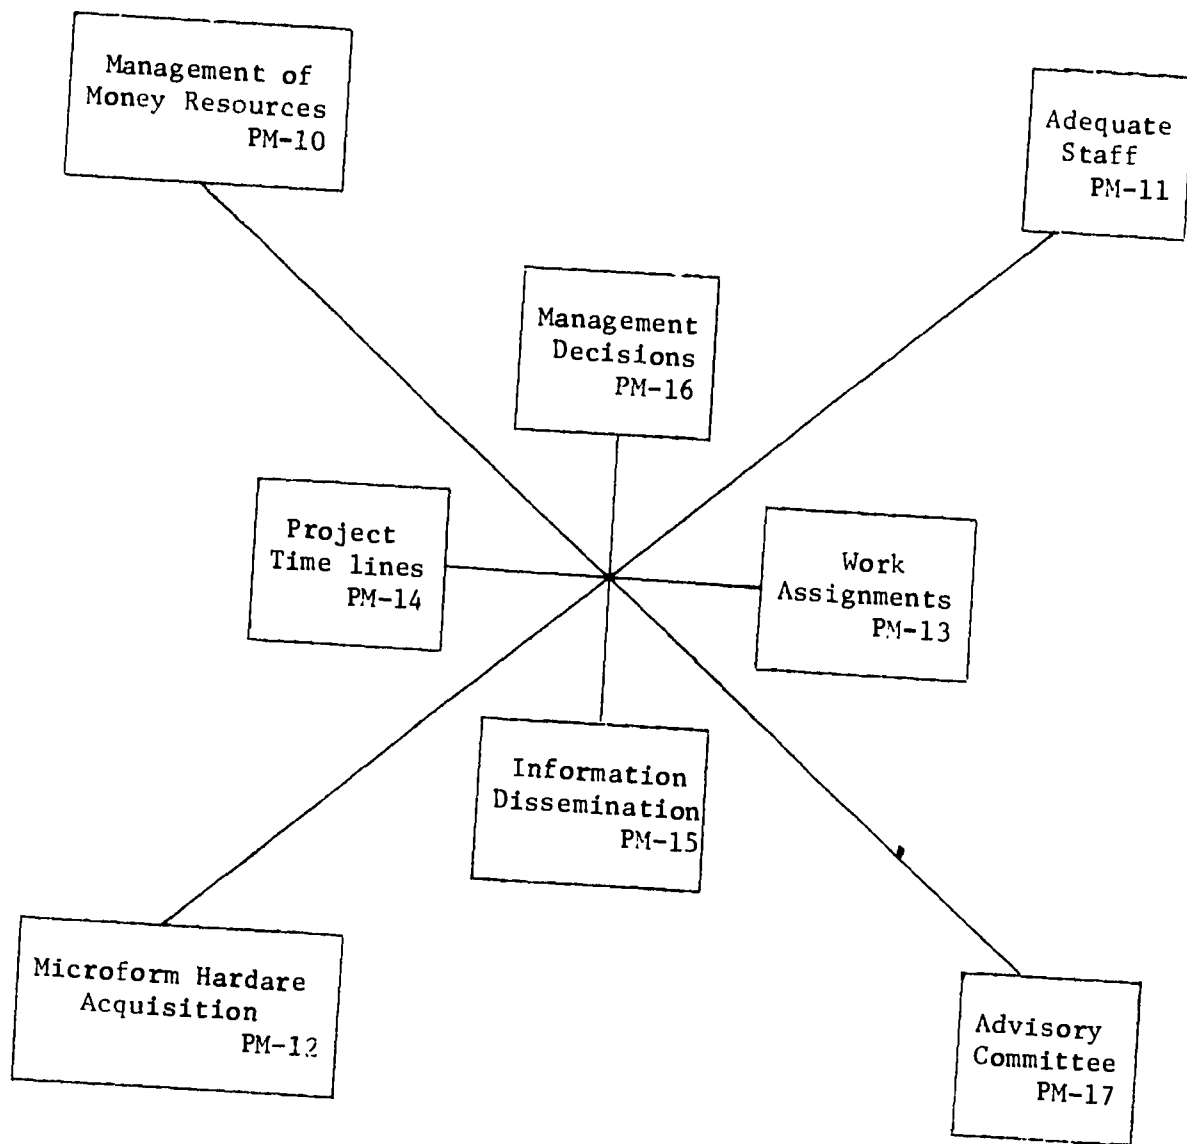 Management of
Money Resources
PM-10
Adequate
Staff
PM-11
Management
Decisions
PM-16
Project
Time lines
PM-14
Work
Assignments
PM-13
Information
Dissemination
PM-15
Microform Hardare
Acquisition
PM-12
Advisory
Committee
PM-17